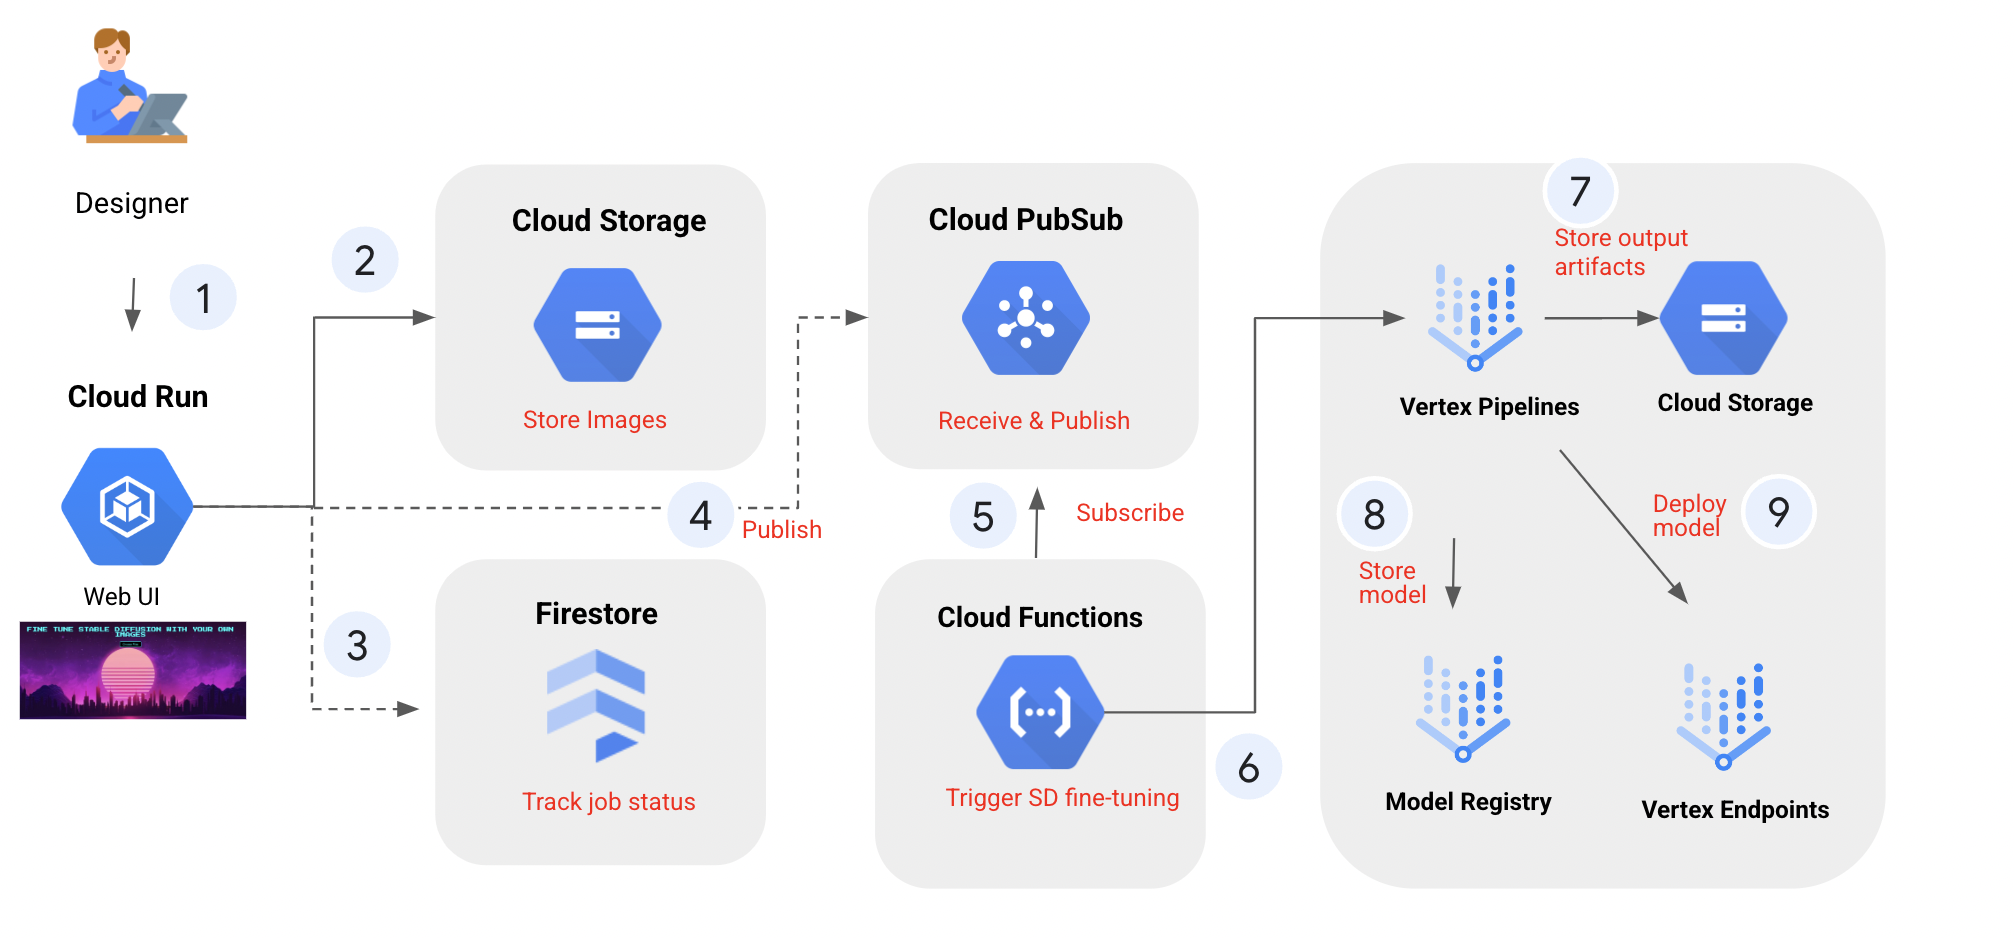 Designer
1
Cloud Run
Web UI
FINE TUNE STABLE DIFFUSION WITH YOUR OWN
IMAGES
2
Cloud Storage
Store Images
3
Firestore
Track job status
4
Publish
Cloud PubSub
Receive & Publish
5
Subscribe
Cloud Functions
Trigger SD fine-tuning
6
7
Store output
artifacts
Vertex Pipelines
Cloud Storage
8
Store
model
Deploy
model
9
Model Registry
Vertex Endpoints